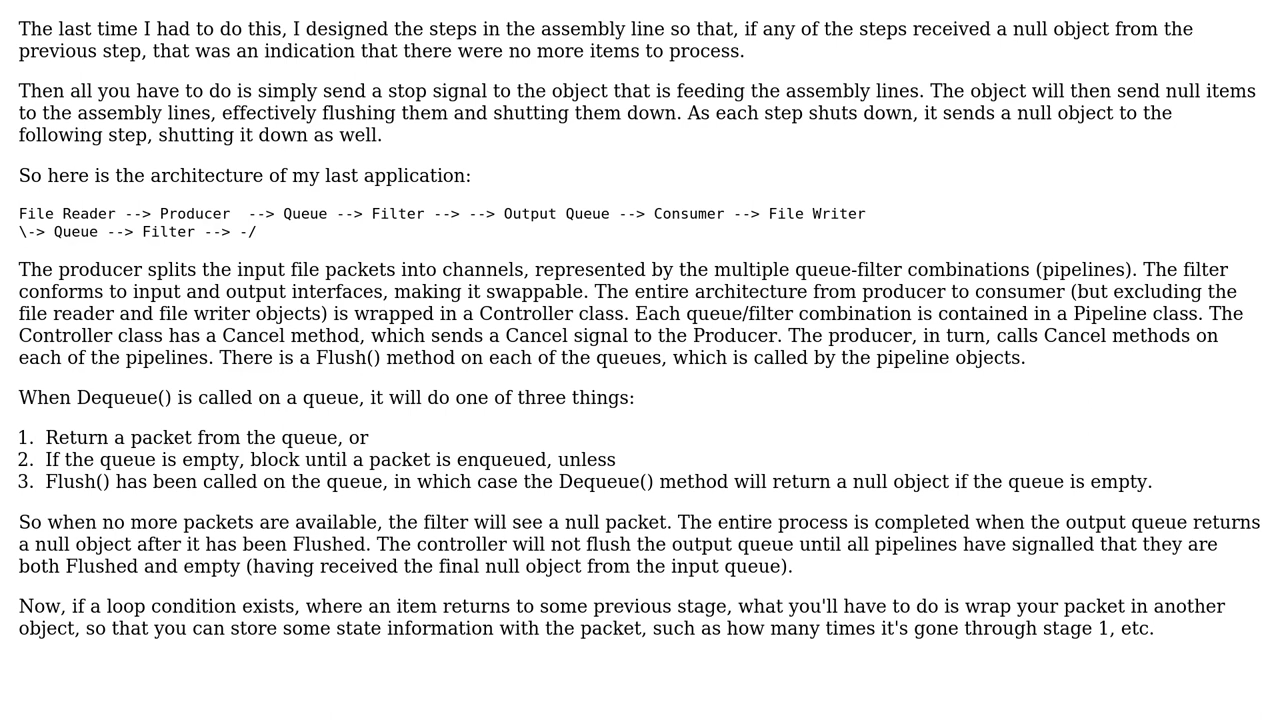 The last time I had to do this, I designed the steps in the assembly line so that, if any of the steps received a null object from the
previous step, that was an indication that there were no more items to process.
Then all you have to do is simply send a stop signal to the object that is feeding the assembly lines. The object will then send null items
to the assembly lines, effectively flushing them and shutting them down. As each step shuts down, it sends a null object to the
following step, shutting it down as well.
So here is the architecture of my last application:
File Reader --> Producer  --> Queue --> Filter --> --> Output Queue --> Consumer --> File Writer
\-> Queue --> Filter --> -/
The producer splits the input file packets into channels, represented by the multiple queue-filter combinations (pipelines). The filter
conforms to input and output interfaces, making it swappable. The entire architecture from producer to consumer (but excluding the
file reader and file writer objects) is wrapped in a Controller class. Each queue/filter combination is contained in a Pipeline class. The
Controller class has a Cancel method, which sends a Cancel signal to the Producer. The producer, in turn, calls Cancel methods on
each of the pipelines. There is a Flush() method on each of the queues, which is called by the pipeline objects.
When Dequeue() is called on a queue, it will do one of three things:
1. Return a packet from the queue, or
2. If the queue is empty, block until a packet is enqueued, unless
3. Flush() has been called on the queue, in which case the Dequeue() method will return a null object if the queue is empty.
So when no more packets are available, the filter will see a null packet. The entire process is completed when the output queue returns
a null object after it has been Flushed. The controller will not flush the output queue until all pipelines have signalled that they are
both Flushed and empty (having received the final null object from the input queue).
Now, if a loop condition exists, where an item returns to some previous stage, what you'll have to do is wrap your packet in another
object, so that you can store some state information with the packet, such as how many times it's gone through stage 1, etc.